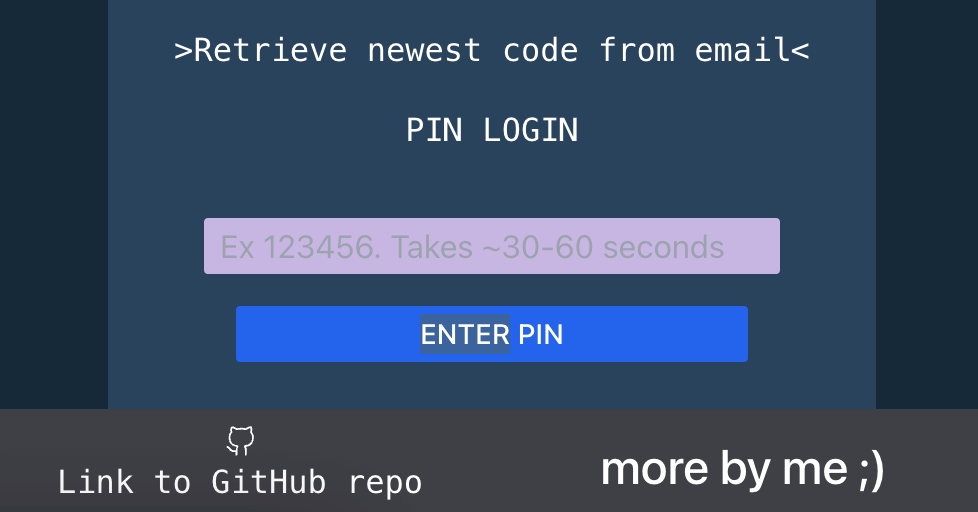 >Retrieve newest code from email<
PIN LOGIN
Ex 123456. Takes ~30-60 seconds
ENTER PIN
Link to GitHub repo
more by me ;)